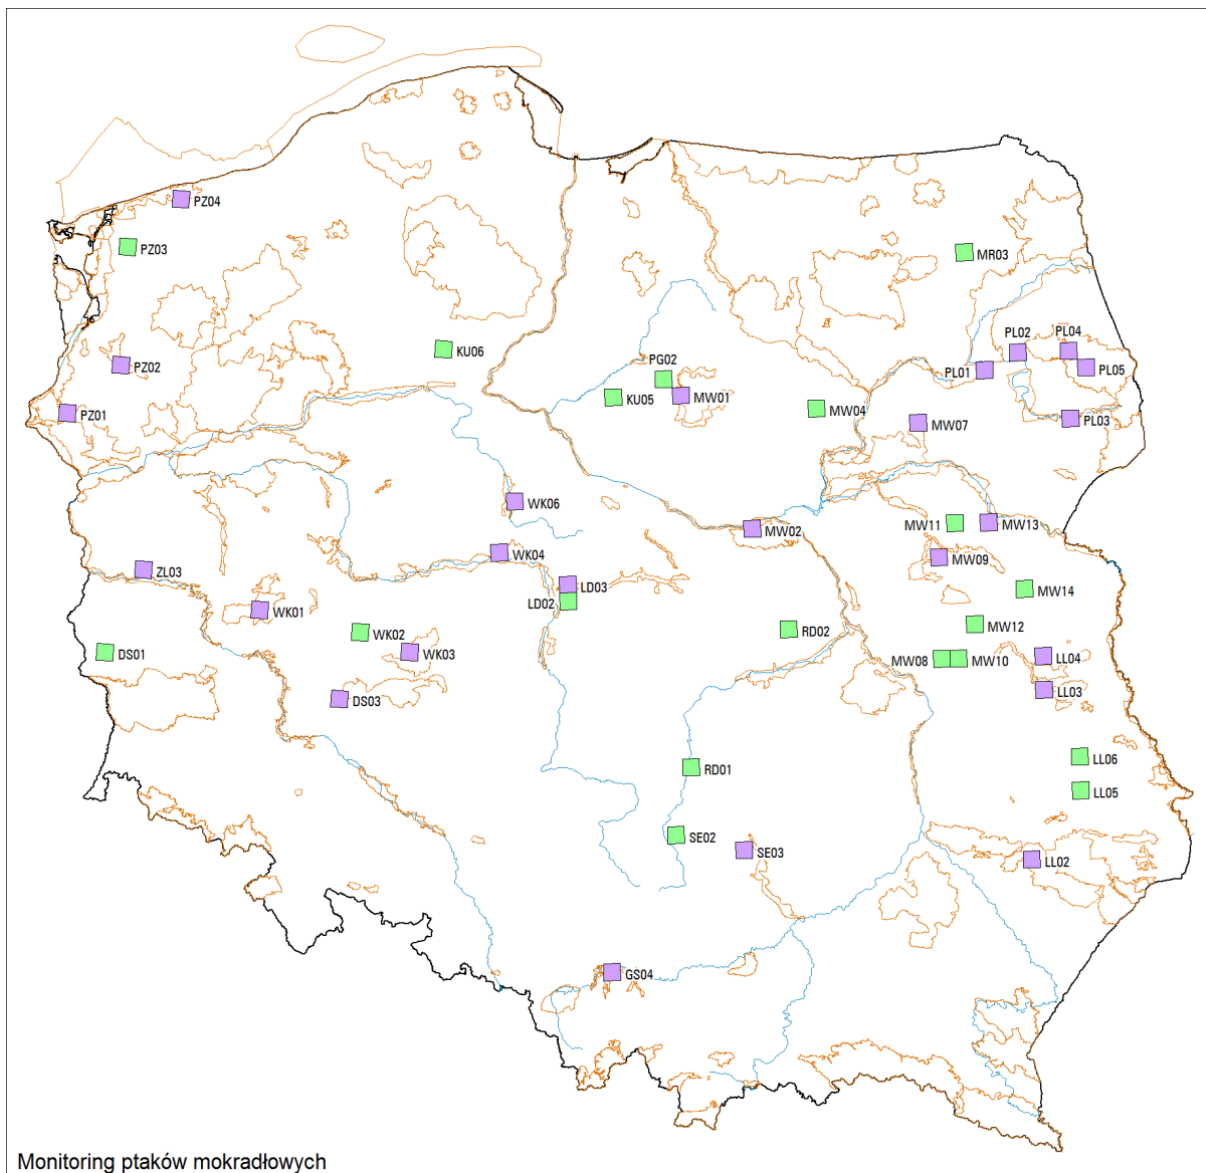 PZ04
PZ03
MR03
PL02
PL04
KU06
PG02
PZ02
PL01
PL05
KU05
MW01
MW04
PZ01
MW07
PL03
WK06
MW11
MW13
MW02
WK04
MW09
ZL03
LD03
MW14
LD02
WK01
MW12
RD02
WK02
DS01
WK03
MW08
MW10
LL04
LL03
DS03
LL06
RD01
LL05
SE02
SE03
LL02
GS04
Monitoring ptaków mokradłowych